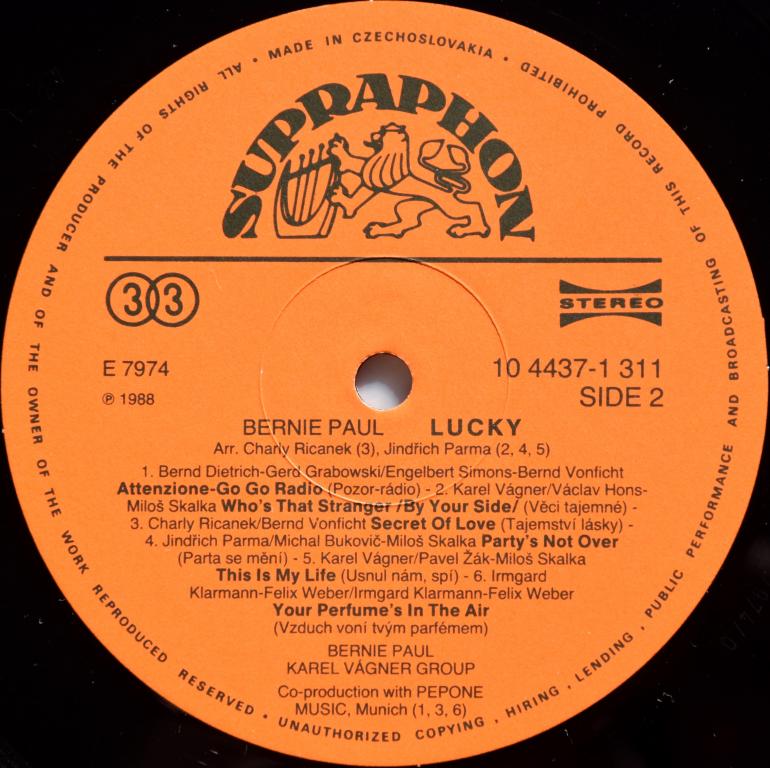 ALL RIGHTS OF THE PRODUCER AND OF THE OWNER OF THE WORK REPRODUCED RESERVED • UNAUTHORIZED COPYING, HIRING, LENDING, PUBLIC PERFORMANCE AND BROADCASTING OF THIS RECORD PROHIBITED • MADE IN CZECHOSLOVAKIA •
SUPRAPHON
33
STEREO
E 7974
10 4437-1 311
℗ 1988
SIDE 2
BERNIE PAUL LUCKY
Arr. Charly Ricanek (3), Jindřich Parma (2, 4, 5)
1. Bernd Dietrich-Gerd Grabowski/Engelbert Simons-Bernd Vonficht
Attenzione-Go Go Radio (Pozor-rádio) - 2. Karel Vágner/Václav Hons-
Miloš Skalka Who's That Stranger /By Your Side/ (Věci tajemné) -
3. Charly Ricanek/Bernd Vonficht Secret Of Love (Tajemství lásky) -
4. Jindřich Parma/Michal Bukovič-Miloš Skalka Party's Not Over
(Parta se mění) - 5. Karel Vágner/Pavel Žák-Miloš Skalka
This Is My Life (Usnul nám, spí) - 6. Irmgard
Klarmann-Felix Weber/Irmgard Klarmann-Felix Weber
Your Perfume's In The Air
(Vzduch voní tvým parfémem)
BERNIE PAUL
KAREL VÁGNER GROUP
Co-production with PEPONE
MUSIC, Munich (1, 3, 6)